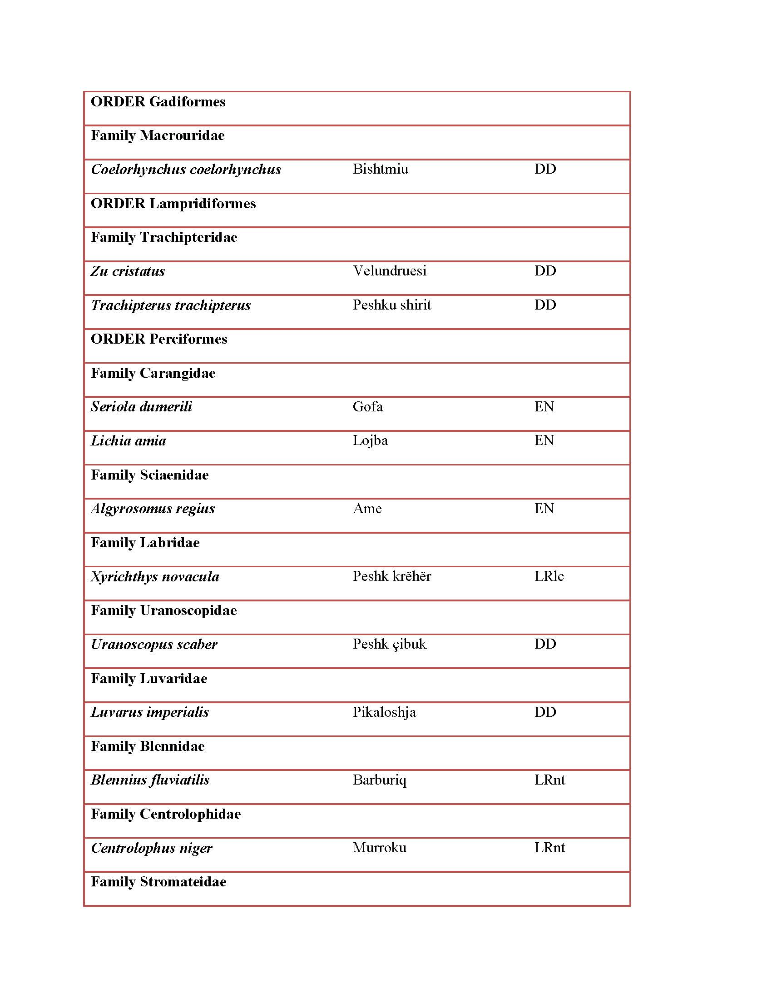 ORDER Gadiformes
Family Macrouridae
Coelorhynchus coelorhynchus Bishtmiu DD
ORDER Lampridiformes
Family Trachipteridae
Zu cristatus Velundruesi DD
Trachipterus trachipterus Peshku shirit DD
ORDER Perciformes
Family Carangidae
Seriola dumerili Gofa EN
Lichia amia Lojba EN
Family Sciaenidae
Algyrosomus regius Ame EN
Family Labridae
Xyrichthys novacula Peshk krëhër LRlc
Family Uranoscopidae
Uranoscopus scaber Peshk çibuk DD
Family Luvaridae
Luvarus imperialis Pikaloshja DD
Family Blennidae
Blennius fluviatilis Barburiq LRnt
Family Centrolophidae
Centrolophus niger Murroku LRnt
Family Stromateidae